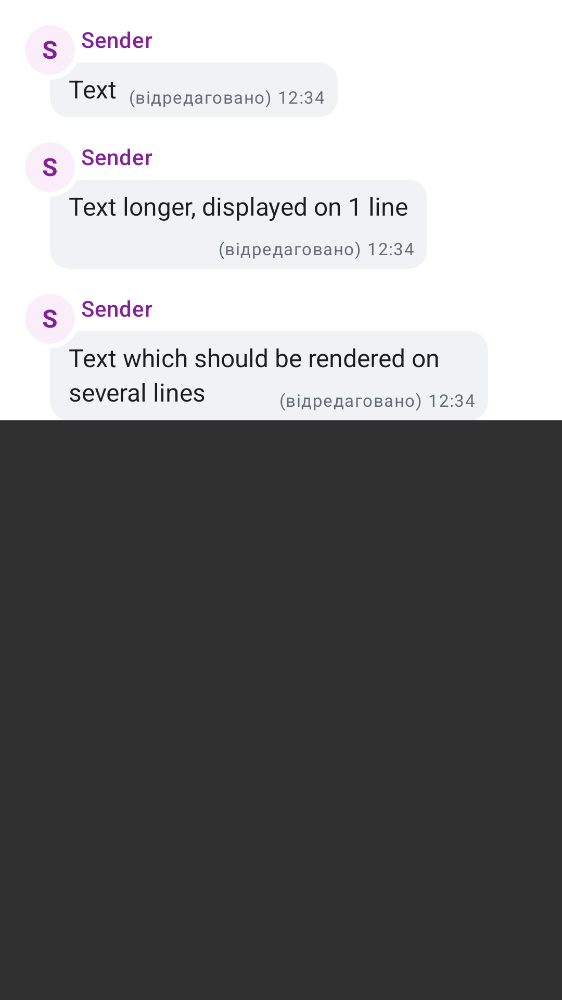 S Sender
Text (відредаговано) 12:34
S Sender
Text longer, displayed on 1 line
(відредаговано) 12:34
S Sender
Text which should be rendered on
several lines (відредаговано) 12:34